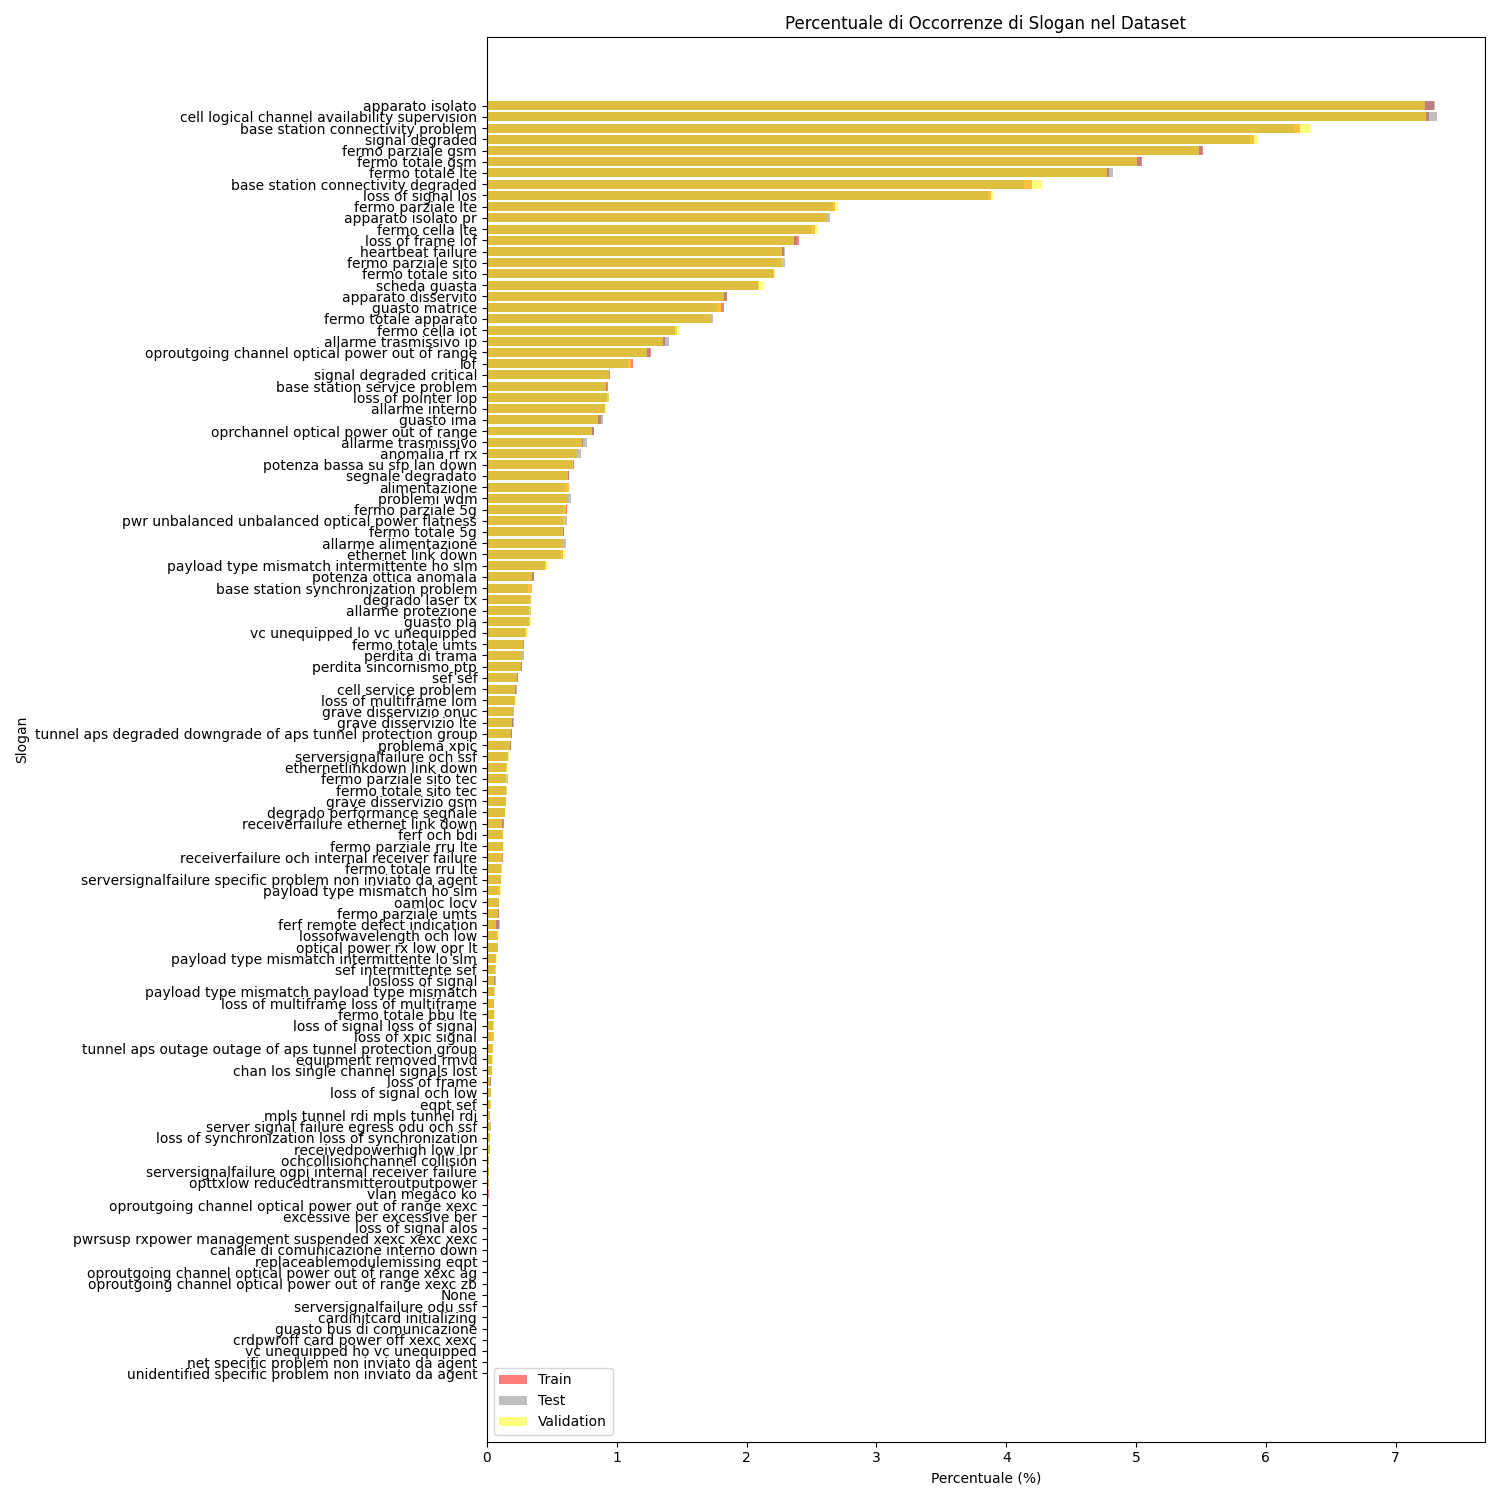 Percentuale di Occorrenze di Slogan nel Dataset
apparato isolato
cell logical channel availability supervision
base station connectivity problem
signal degraded
fermo parziale gsm
fermo totale gsm
fermo totale lte
base station connectivity degraded
loss of signal los
fermo parziale lte
apparato isolato pr
fermo cella lte
loss of frame lof
heartbeat failure
fermo parziale sito
fermo totale sito
scheda guasta
apparato disservito
guasto matrice
fermo totale apparato
fermo cella iot
allarme trasmissivo ip
oproutgoing channel optical power out of range
lof
signal degraded critical
base station service problem
loss of pointer lop
allarme interno
guasto ima
oprchannel optical power out of range
allarme trasmissivo
anomalia rf rx
potenza bassa su sfp lan down
segnale degradato
alimentazione
problemi wdm
fermo parziale 5g
pwr unbalanced unbalanced optical power flatness
fermo totale 5g
allarme alimentazione
ethernet link down
payload type mismatch intermittente ho slm
potenza ottica anomala
base station synchronization problem
degrado laser tx
allarme protezione
guasto pla
vc unequipped lo vc unequipped
fermo totale umts
perdita di trama
perdita sincornismo ptp
sef sef
cell service problem
loss of multiframe lom
grave disservizio onuc
grave disservizio lte
tunnel aps degraded downgrade of aps tunnel protection group
problema xpic
serversignalfailure och ssf
ethernetlinkdown link down
fermo parziale sito tec
fermo totale sito tec
grave disservizio gsm
degrado performance segnale
receiverfailure ethernet link down
ferf och bdi
fermo parziale rru lte
receiverfailure och internal receiver failure
fermo totale rru lte
serversignalfailure specific problem non inviato da agent
payload type mismatch ho slm
oamloc locv
fermo parziale umts
ferf remote defect indication
lossofwavelength och low
optical power rx low opr lt
payload type mismatch intermittente lo slm
sef intermittente sef
losloss of signal
payload type mismatch payload type mismatch
loss of multiframe loss of multiframe
fermo totale bbu lte
loss of signal loss of signal
loss of xpic signal
tunnel aps outage outage of aps tunnel protection group
equipment removed rmvd
chan los single channel signals lost
loss of frame
loss of signal och low
eqpt sef
mpls tunnel rdi mpls tunnel rdi
server signal failure egress odu och ssf
loss of synchronization loss of synchronization
receivedpowerhigh low lpr
ochcollisionchannel collision
serversignalfailure ogpi internal receiver failure
opttxlow reducedtransmitteroutputpower
vlan megaco ko
oproutgoing channel optical power out of range xexc
excessive ber excessive ber
loss of signal alos
pwrsusp rxpower management suspended xexc xexc xexc
canale di comunicazione interno down
replaceablemodulemissing eqpt
oproutgoing channel optical power out of range xexc ag
oproutgoing channel optical power out of range xexc zb
None
serversignalfailure odu ssf
cardinitcard initializing
guasto bus di comunicazione
crdpwroff card power off xexc xexc
vc unequipped ho vc unequipped
net specific problem non inviato da agent
unidentified specific problem non inviato da agent
Slogan
Train
Test
Validation
0 1 2 3 4 5 6 7
Percentuale (%)